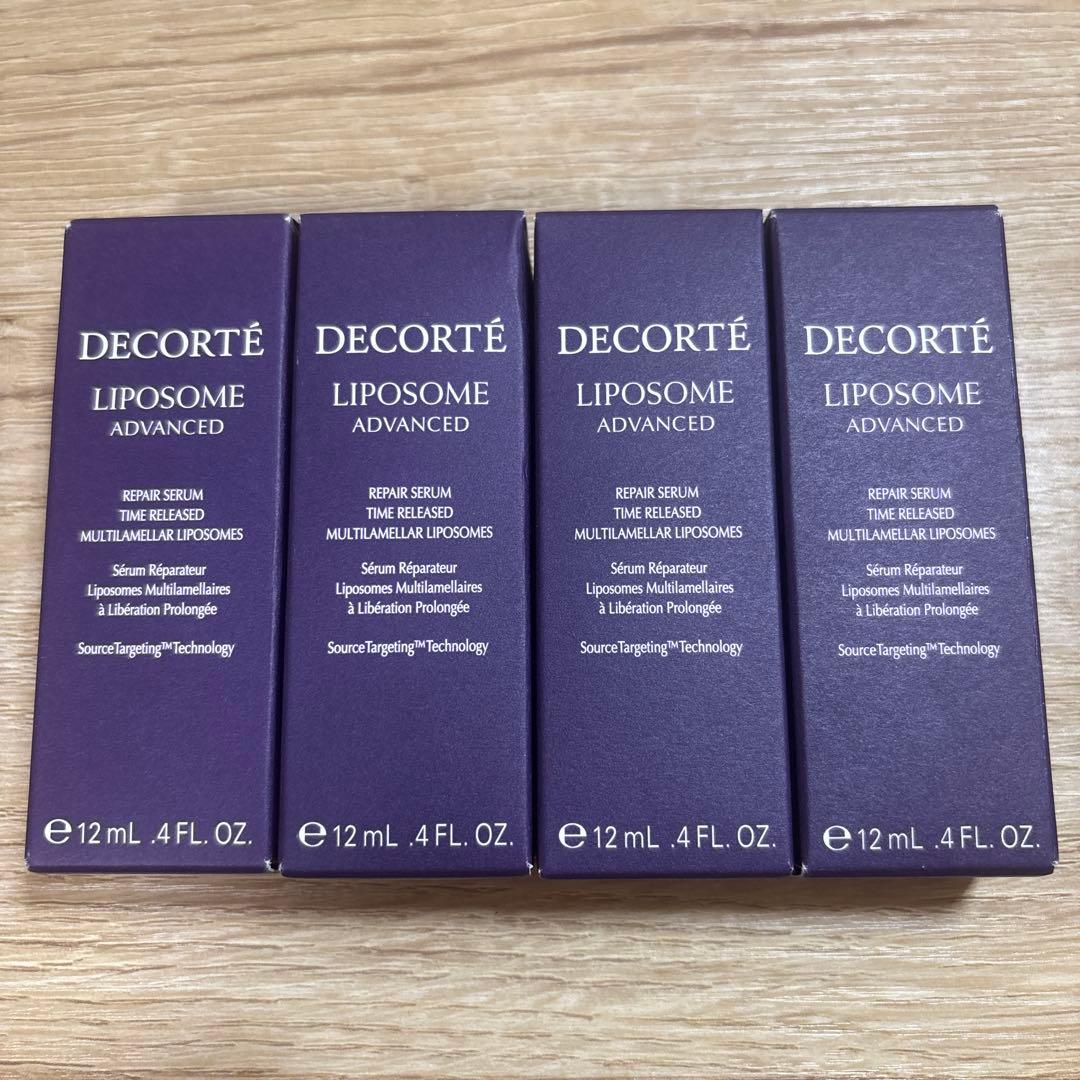 DECORTÉ
LIPOSOME
ADVANCED
REPAIR SERUM
TIME RELEASED
MULTILAMELLAR LIPOSOMES
Sérum Réparateur
Liposomes Multilamellaires
à Libération Prolongée
SourceTargeting™Technology
℮12 mL .4 FL. OZ.
DECORTÉ
LIPOSOME
ADVANCED
REPAIR SERUM
TIME RELEASED
MULTILAMELLAR LIPOSOMES
Sérum Réparateur
Liposomes Multilamellaires
à Libération Prolongée
SourceTargeting™Technology
℮12 mL .4 FL. OZ.
DECORTÉ
LIPOSOME
ADVANCED
REPAIR SERUM
TIME RELEASED
MULTILAMELLAR LIPOSOMES
Sérum Réparateur
Liposomes Multilamellaires
à Libération Prolongée
SourceTargeting™Technology
℮12 mL .4 FL. OZ.
DECORTÉ
LIPOSOME
ADVANCED
REPAIR SERUM
TIME RELEASED
MULTILAMELLAR LIPOSOMES
Sérum Réparateur
Liposomes Multilamellaires
à Libération Prolongée
SourceTargeting™Technology
℮12 mL .4 FL. OZ.